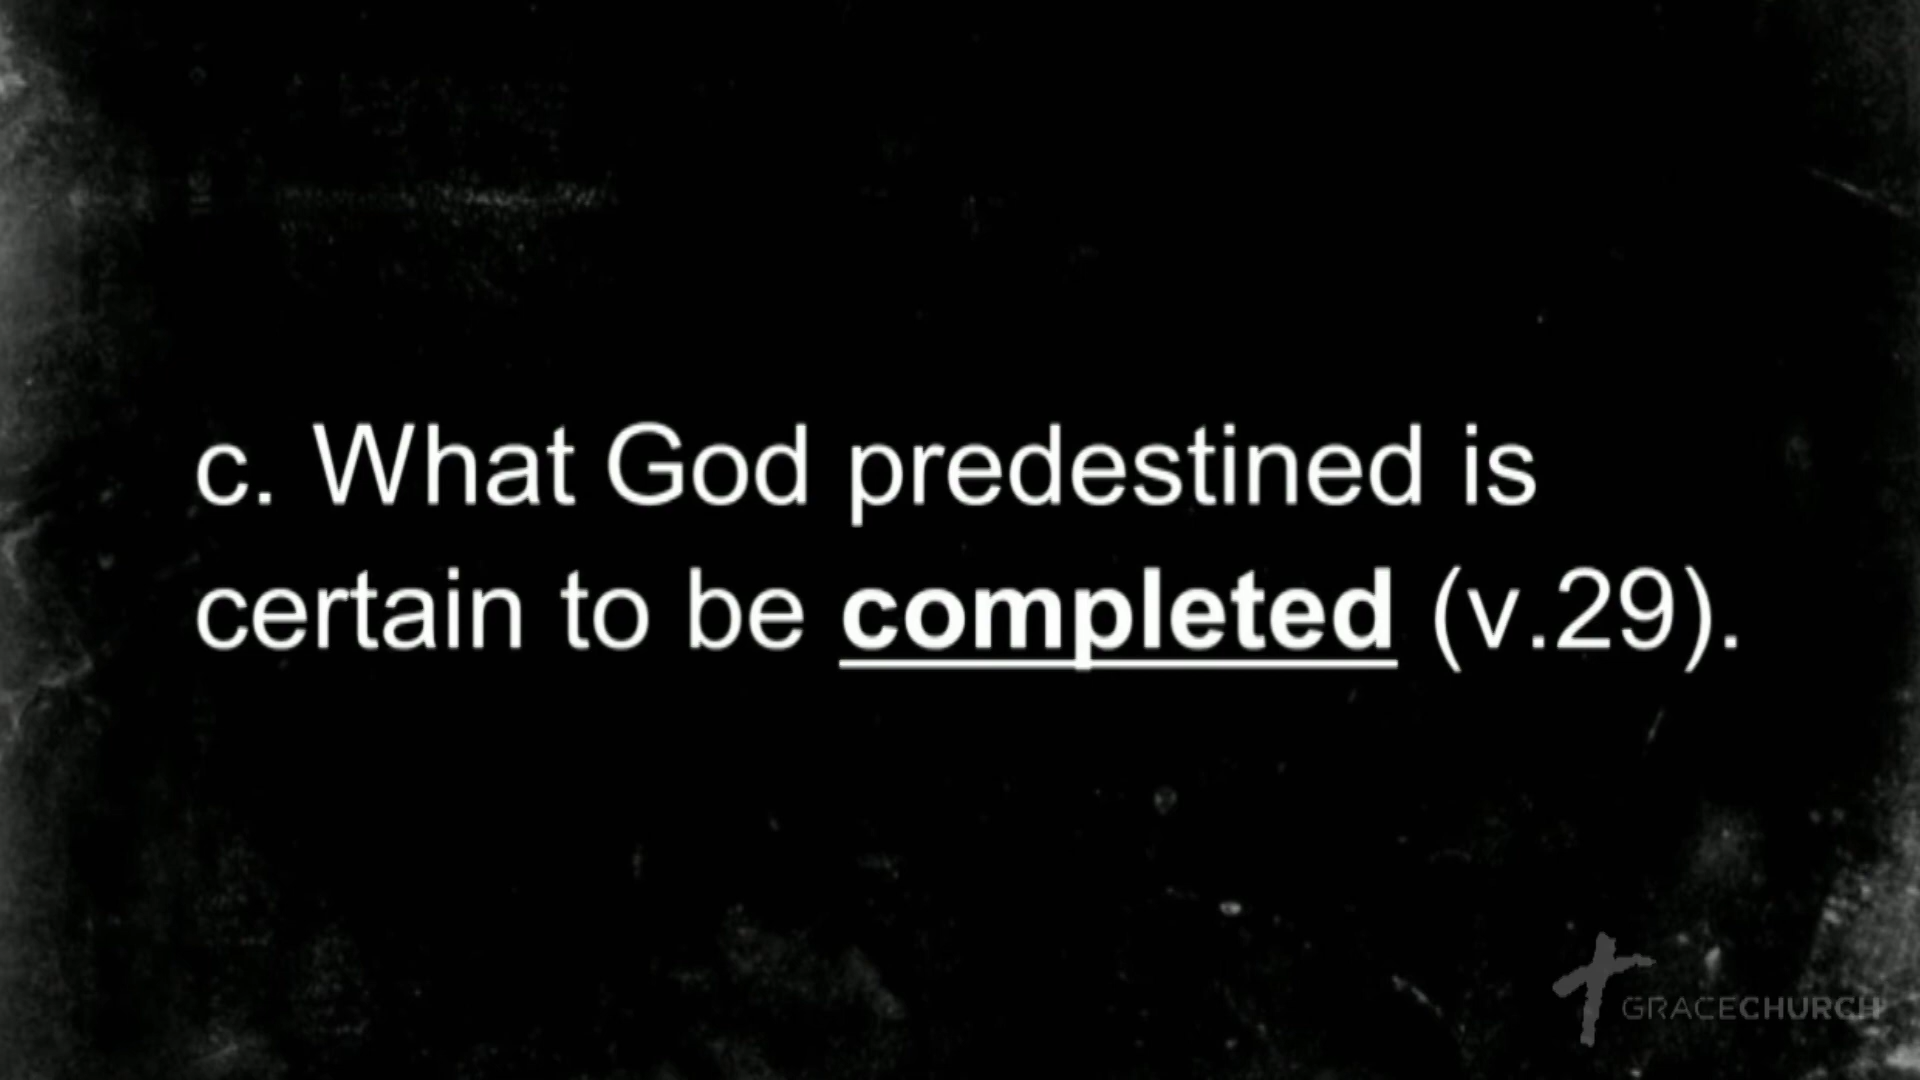 c. What God predestined is
certain to be completed (v.29).
GRACECHURCH